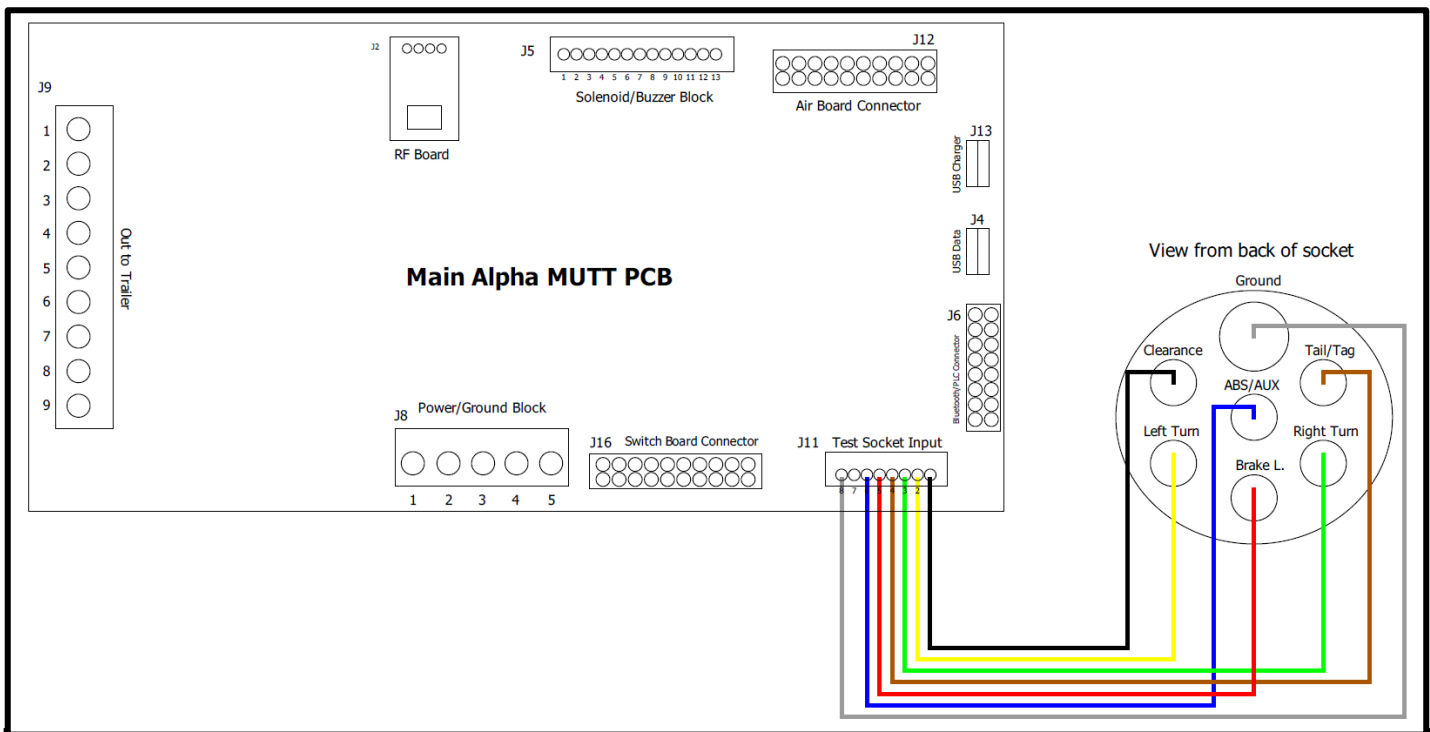 J2
RF Board
J5
1 2 3 4 5 6 7 8 9 10 11 12 13
Solenoid/Buzzer Block
J12
Air Board Connector
J9
1
2
3
4
5
6
7
8
9
Out to Trailer
J13
USB Charger
J4
USB Data
Main Alpha MUTT PCB
J6
Bluetooth/PLC Connector
J8 Power/Ground Block
1 2 3 4 5
J16 Switch Board Connector
J11 Test Socket Input
8 7 6 5 4 3 2
View from back of socket
Ground
Clearance
Tail/Tag
ABS/AUX
Left Turn
Right Turn
Brake L.